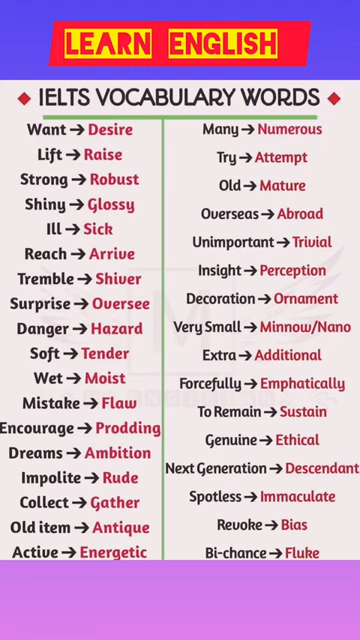 LEARN ENGLISH
IELTS VOCABULARY WORDS
Want → Desire
Lift → Raise
Strong → Robust
Shiny → Glossy
Ill → Sick
Reach → Arrive
Tremble → Shiver
Surprise → Oversee
Danger → Hazard
Soft → Tender
Wet → Moist
Mistake → Flaw
Encourage → Prodding
Dreams → Ambition
Impolite → Rude
Collect → Gather
Old item → Antique
Active → Energetic
Many → Numerous
Try → Attempt
Old → Mature
Overseas → Abroad
Unimportant → Trivial
Insight → Perception
Decoration → Ornament
Very Small → Minnow/Nano
Extra → Additional
Forcefully → Emphatically
To Remain → Sustain
Genuine → Ethical
Next Generation → Descendant
Spotless → Immaculate
Revoke → Bias
Bi-chance → Fluke